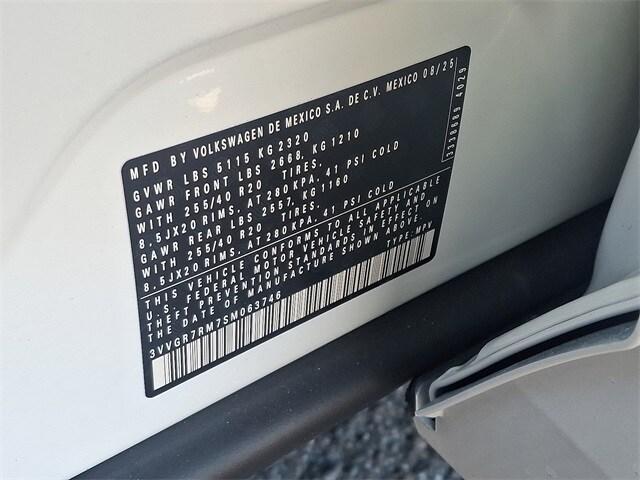 MFD BY VOLKSWAGEN DE MEXICO S.A. DE C.V. MEXICO 08/25
GVWR LBS 5115 KG 2320
GAWR FRONT LBS 2668, KG 1210
WITH 255/40 R20 TIRES,
8,5JX20 RIMS, AT 280KPA, 41 PSI COLD
GAWR REAR LBS 2557, KG 1160
WITH 255/40 R20 TIRES,
8,5JX20 RIMS, AT 280KPA, 41 PSI COLD
THIS VEHICLE CONFORMS TO ALL APPLICABLE
U.S. FEDERAL MOTOR VEHICLE SAFETY AND
THEFT PREVENTION STANDARDS IN EFFECT ON
THE DATE OF MANUFACTURE SHOWN ABOVE.
3VVGR7RM7SM063746 TYPE: MPV
3338689 4029